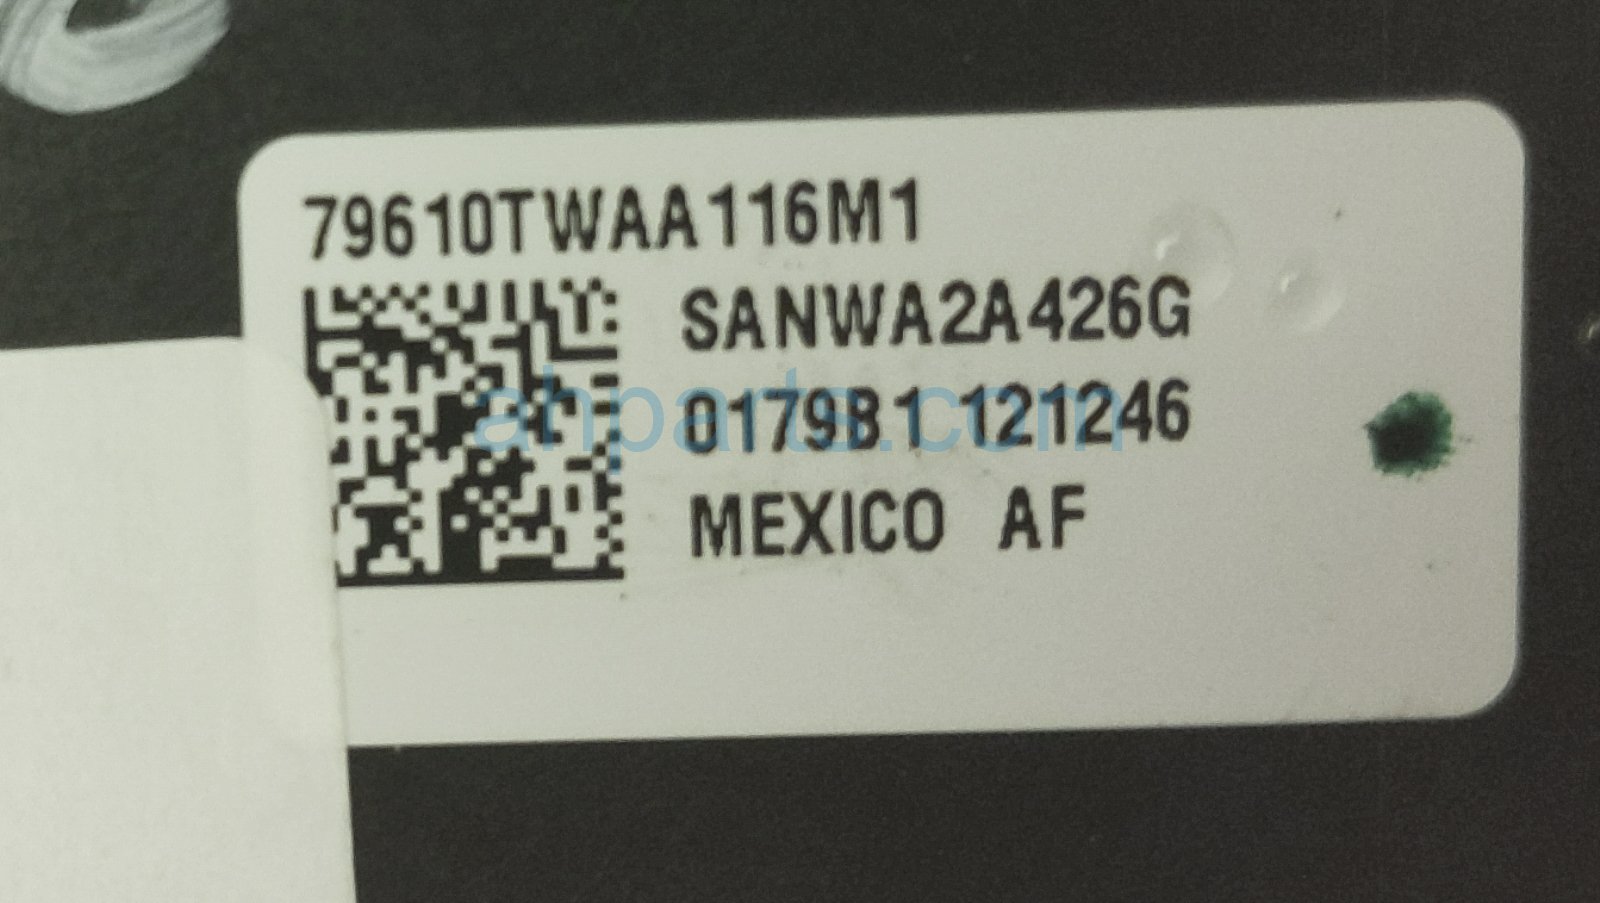 79610TWAA116M1
SANWA2A426G
0179B1 121246
MEXICO AF
ahparts.com